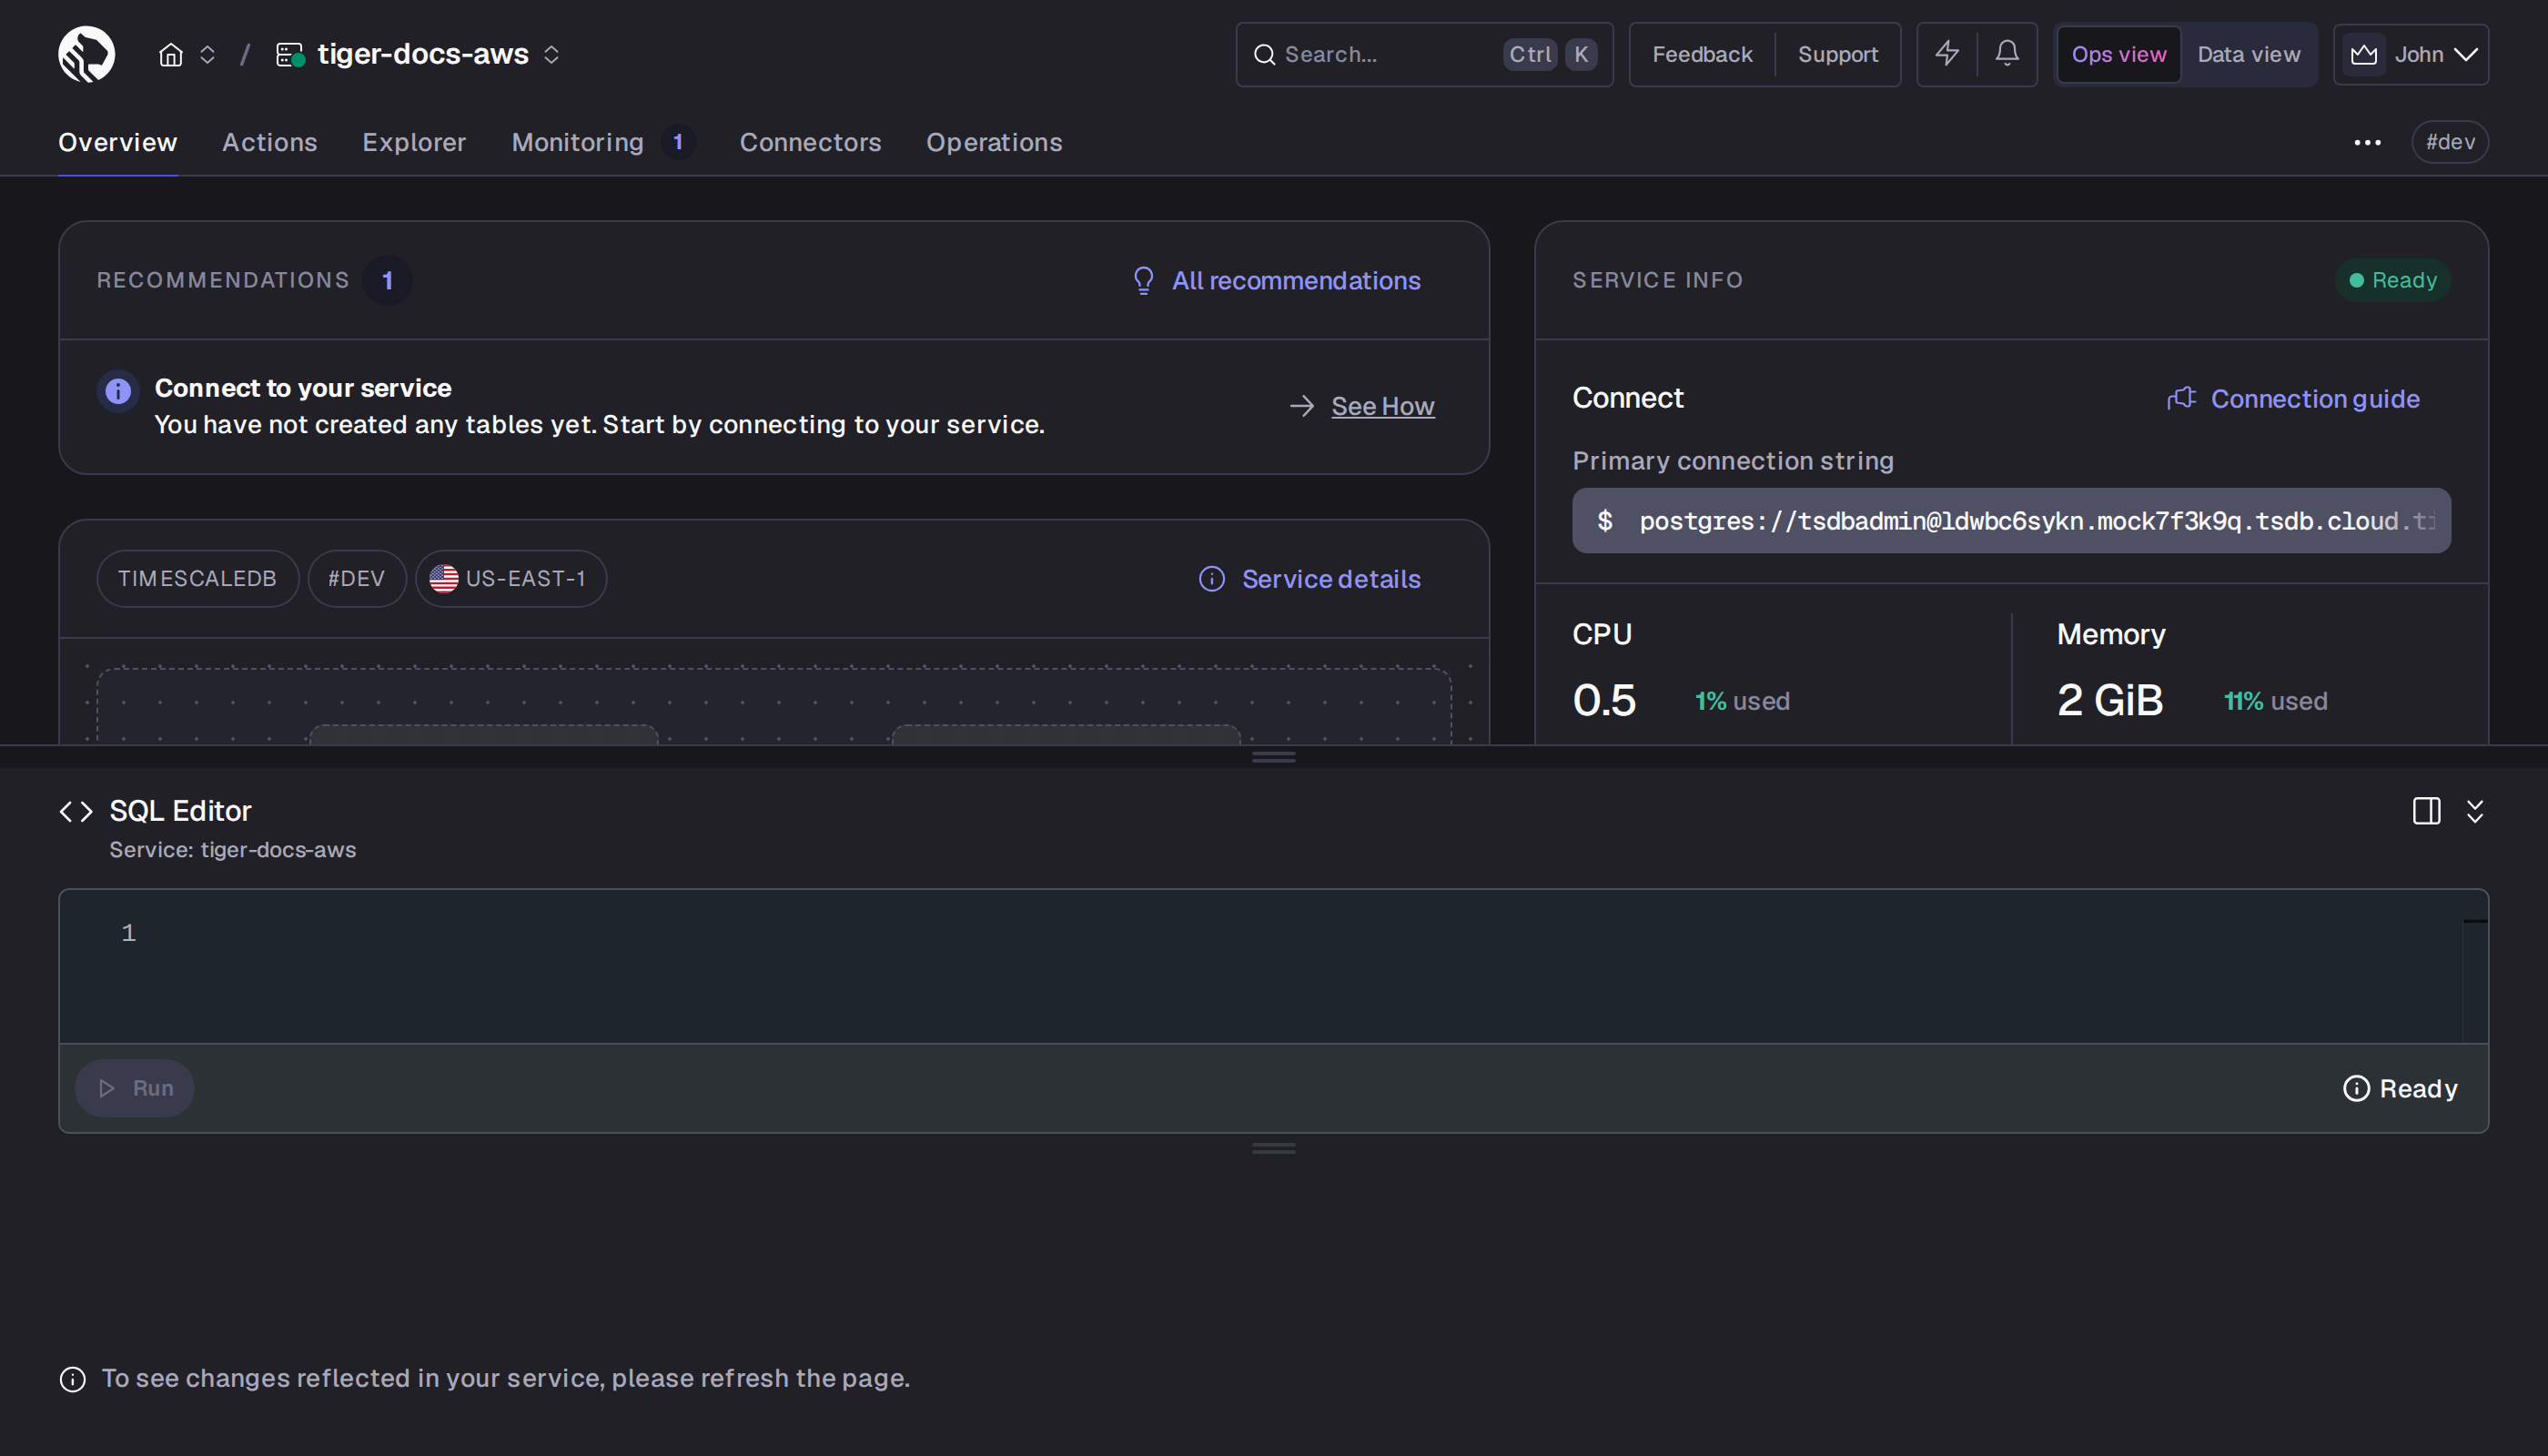 / tiger-docs-aws
Search... Ctrl K
Feedback Support
Ops view Data view
John
Overview Actions Explorer Monitoring 1 Connectors Operations
#dev
RECOMMENDATIONS 1
All recommendations
Connect to your service
You have not created any tables yet. Start by connecting to your service.
See How
TIMESCALEDB #DEV US-EAST-1
Service details
SERVICE INFO
Ready
Connect
Connection guide
Primary connection string
$ postgres://tsdbadmin@ldwbc6sykn.mock7f3k9q.tsdb.cloud.t
CPU
0.5 1% used
Memory
2 GiB 11% used
SQL Editor
Service: tiger-docs-aws
1
Run
Ready
To see changes reflected in your service, please refresh the page.